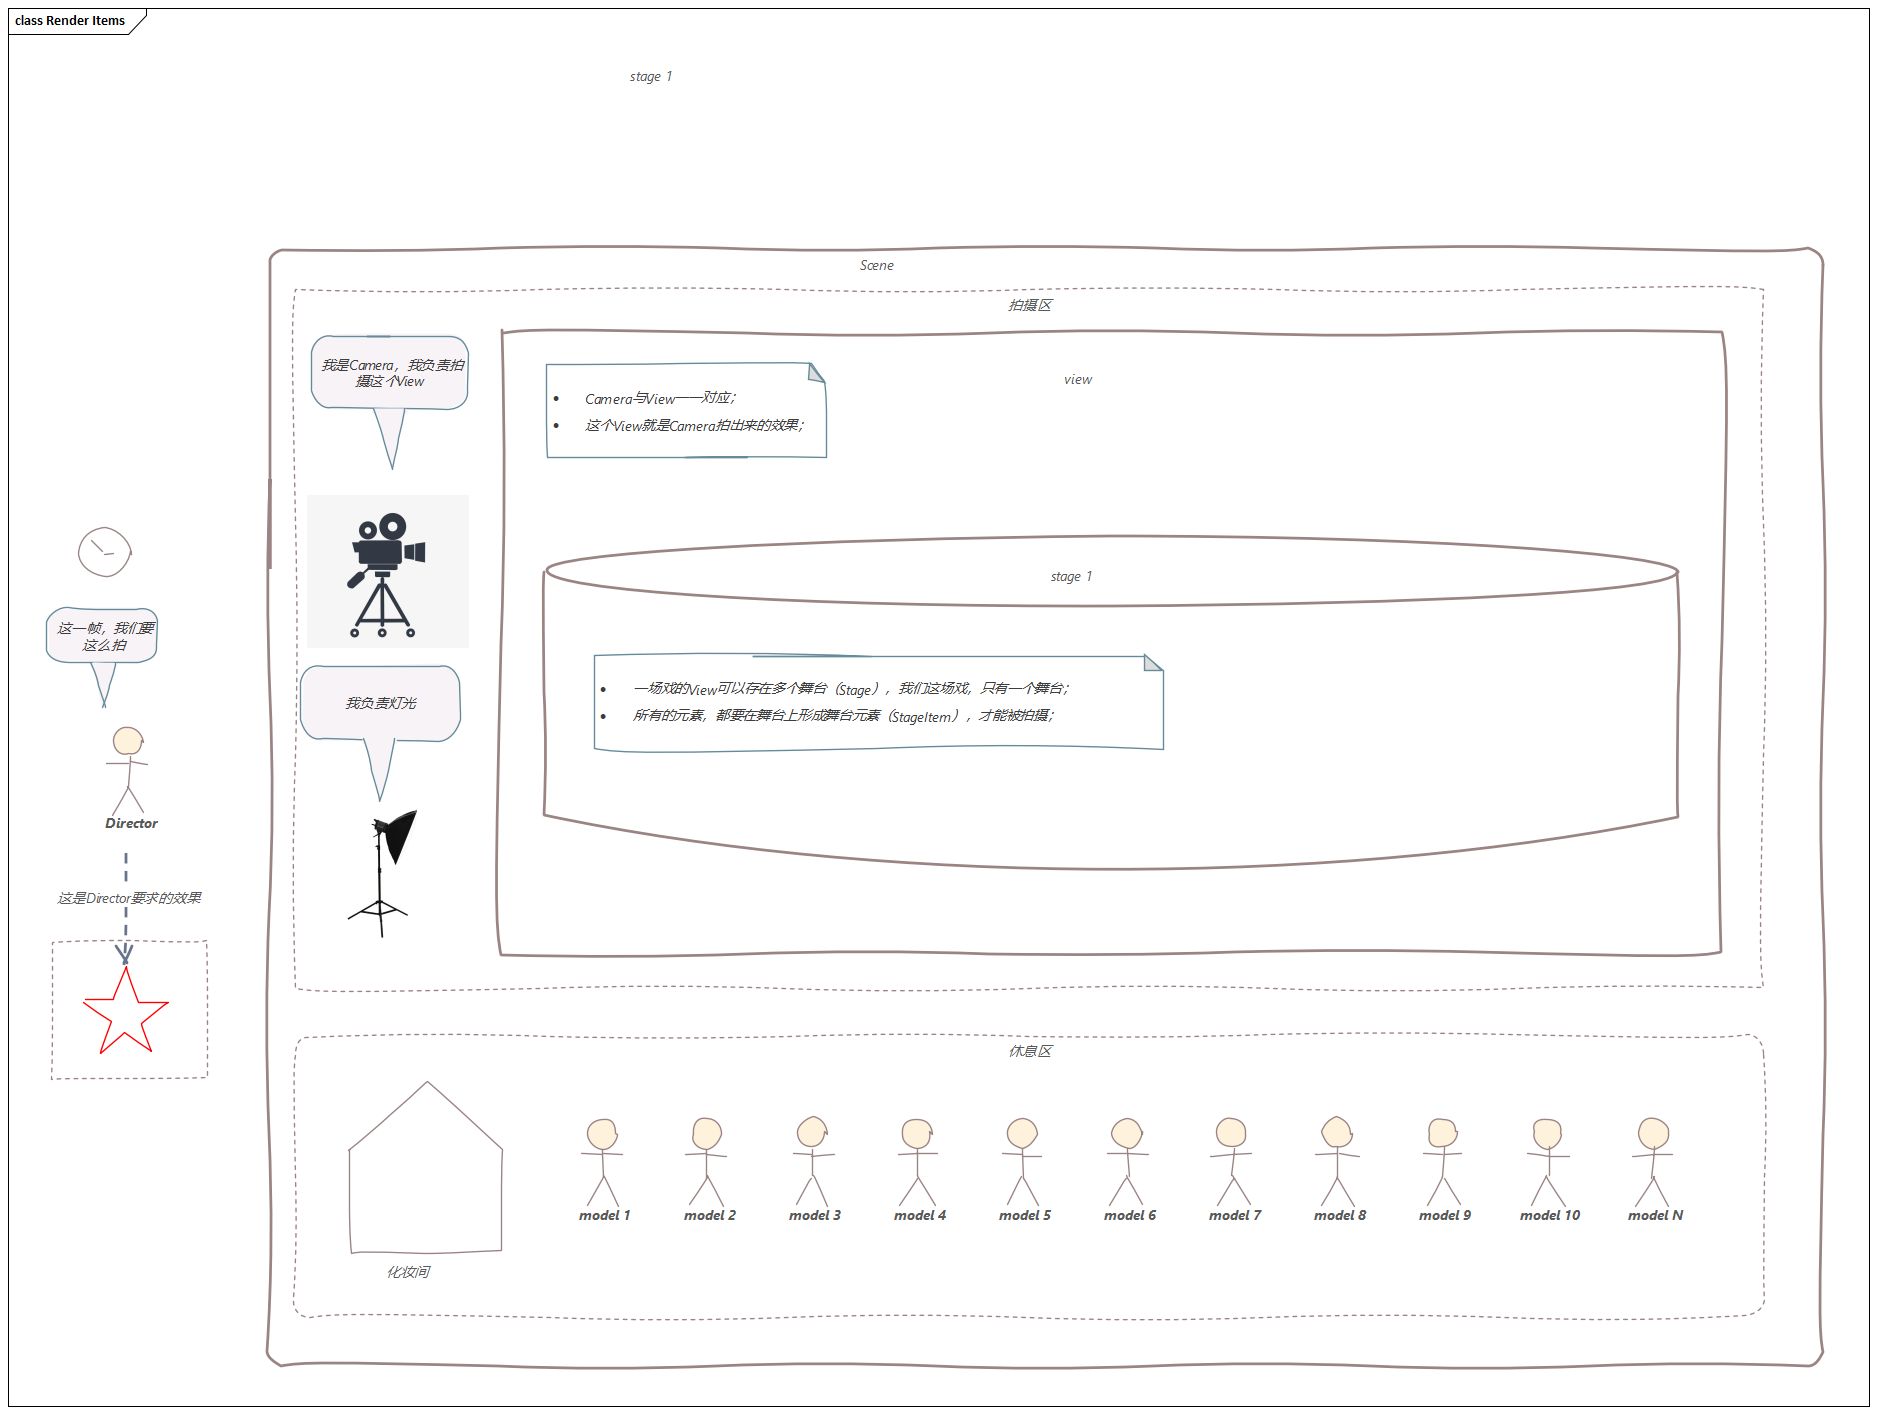 class Render Items
stage 1
Scene
拍摄区
我是Camera，我负责拍
摄这个View
view
Camera与View一一对应；
这个View就是Camera拍出来的效果；
stage 1
这一帧，我们要
这么拍
一场戏的View可以存在多个舞台（Stage），我们这场戏，只有一个舞台；
所有的元素，都要在舞台上形成舞台元素（StageItem），才能被拍摄；
我负责灯光
Director
这是Director要求的效果
休息区
model 1
model 2
model 3
model 4
model 5
model 6
model 7
model 8
model 9
model 10
model N
化妆间